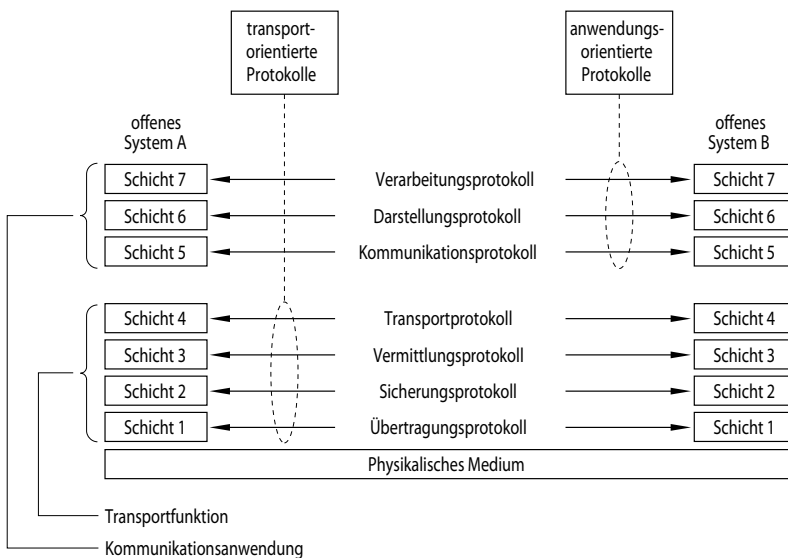 transport-
orientierte
Protokolle
anwendungs-
orientierte
Protokolle
offenes
System A
offenes
System B
Schicht 7
Verarbeitungsprotokoll
Schicht 7
Schicht 6
Darstellungsprotokoll
Schicht 6
Schicht 5
Kommunikationsprotokoll
Schicht 5
Schicht 4
Transportprotokoll
Schicht 4
Schicht 3
Vermittlungsprotokoll
Schicht 3
Schicht 2
Sicherungsprotokoll
Schicht 2
Schicht 1
Übertragungsprotokoll
Schicht 1
Physikalisches Medium
Transportfunktion
Kommunikationsanwendung